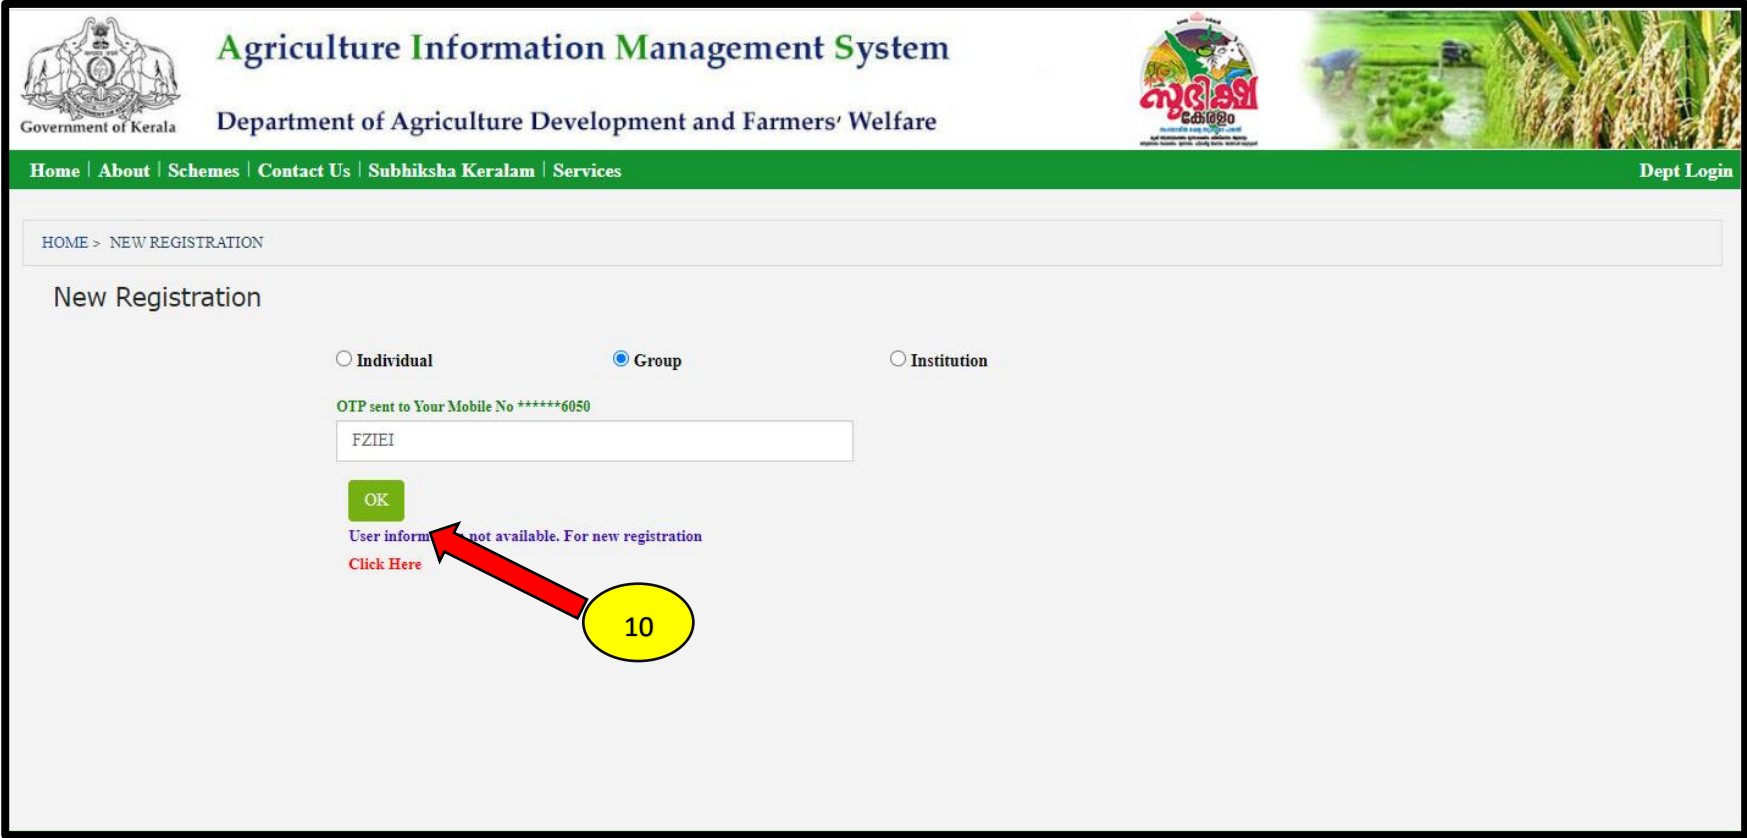 Agriculture Information Management System
Department of Agriculture Development and Farmers' Welfare
Government of Kerala
സുഭിക്ഷ
കേരളം
Home | About | Schemes | Contact Us | Subhiksha Keralam | Services
Dept Login
HOME > NEW REGISTRATION
New Registration
Individual
Group
Institution
OTP sent to Your Mobile No ******6050
FZIEI
OK
User inform not available. For new registration
Click Here
10